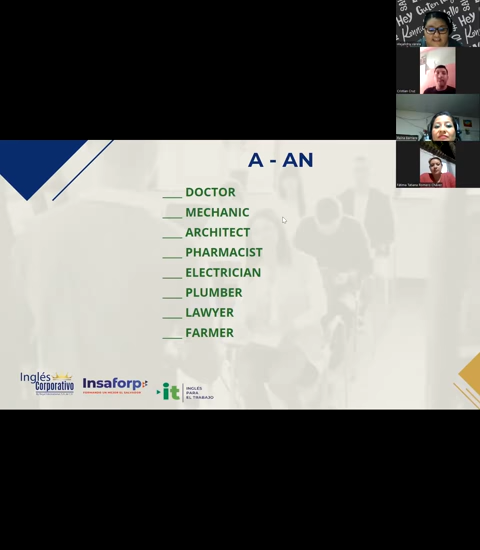 A - AN
____ DOCTOR
____ MECHANIC
____ ARCHITECT
____ PHARMACIST
____ ELECTRICIAN
____ PLUMBER
____ LAWYER
____ FARMER
Inglés
Corporativo
Insaforp
it
INGLÉS
PARA
EL TRABAJO